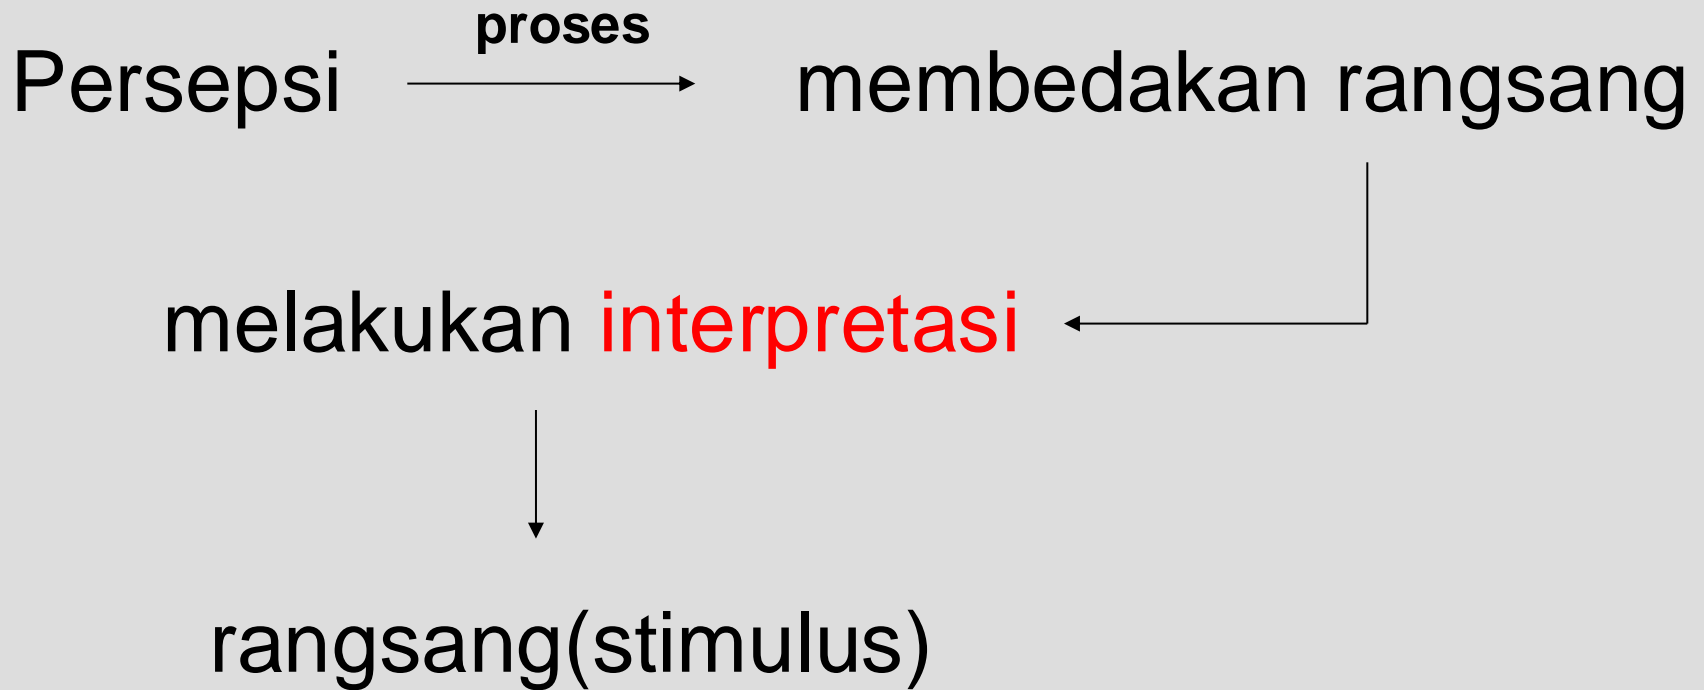 proses
Persepsi membedakan rangsang
melakukan interpretasi
rangsang(stimulus)